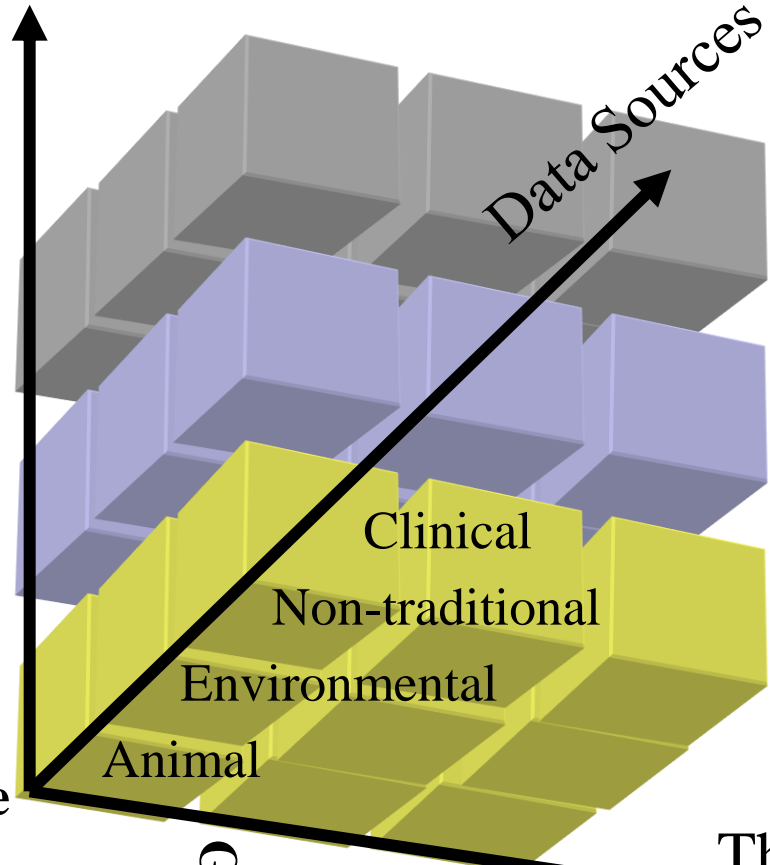 Data Sources
Clinical
Non-traditional
Environmental
Animal